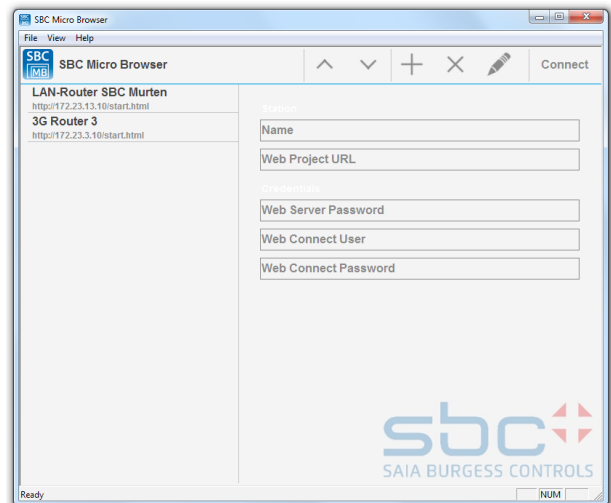 SBC Micro Browser
File View Help
SBC
MB
SBC Micro Browser
Connect
LAN-Router SBC Murten
http://172.23.13.10/start.html
3G Router 3
http://172.23.3.10/start.html
Station
Name
Web Project URL
Credentials
Web Server Password
Web Connect User
Web Connect Password
sbc
SAIA BURGESS CONTROLS
Ready
NUM